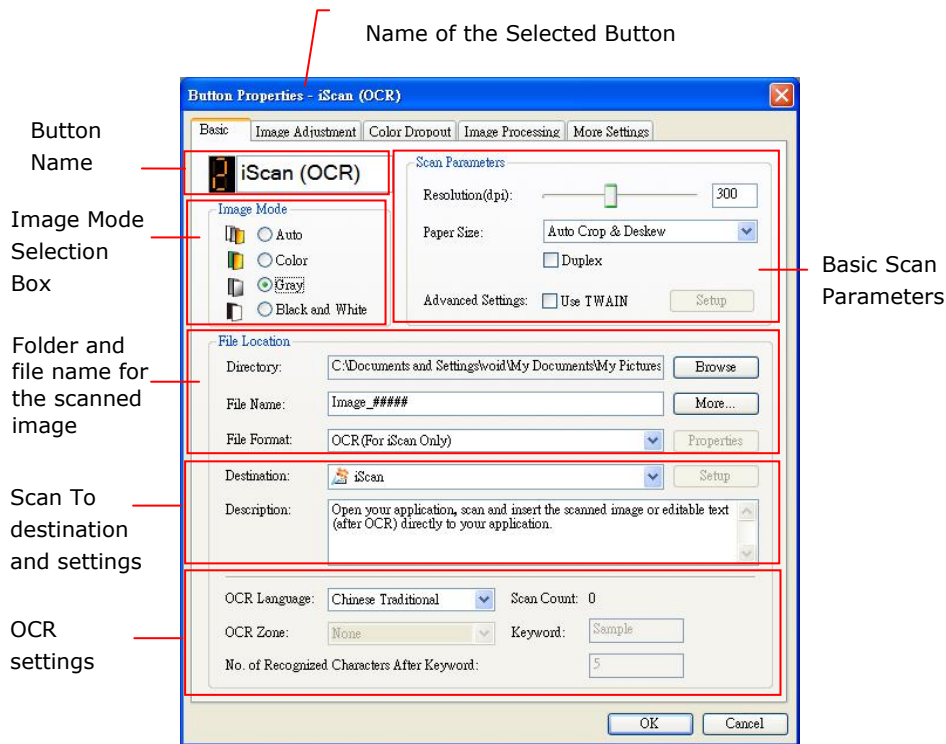 Name of the Selected Button
Button Properties - iScan (OCR)
Basic Image Adjustment Color Dropout Image Processing More Settings
Button
Name
2 iScan (OCR)
Image Mode
Selection
Box
Image Mode
Auto
Color
Gray
Black and White
Scan Parameters
Resolution(dpi): 300
Paper Size: Auto Crop & Deskew
Duplex
Advanced Settings: Use TWAIN Setup
Basic Scan
Parameters
Folder and
file name for
the scanned
image
File Location
Directory: C:\Documents and Settings\void\My Documents\My Pictures Browse
File Name: Image_##### More...
File Format: OCR(For iScan Only) Properties
Scan To
destination
and settings
Destination: iScan Setup
Description: Open your application, scan and insert the scanned image or editable text
(after OCR) directly to your application.
OCR
settings
OCR Language: Chinese Traditional Scan Count: 0
OCR Zone: None Keyword: Sample
No. of Recognized Characters After Keyword: 5
OK Cancel